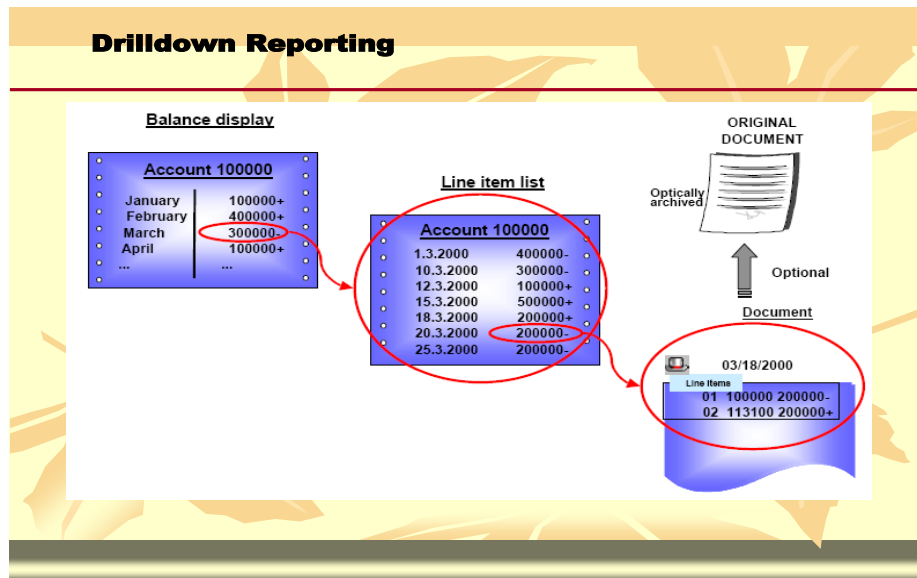 Drilldown Reporting
Balance display
Account 100000
January 100000+
February 400000+
March 300000-
April 100000+
... ...
Line item list
Account 100000
1.3.2000 400000-
10.3.2000 300000-
12.3.2000 100000+
15.3.2000 500000+
18.3.2000 200000+
20.3.2000 200000-
25.3.2000 200000-
ORIGINAL
DOCUMENT
Optically
archived
Optional
Document
03/18/2000
Line Items
01 100000 200000-
02 113100 200000+